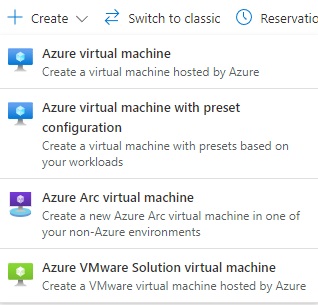 Create Switch to classic Reservatio
Azure virtual machine
Create a virtual machine hosted by Azure
Azure virtual machine with preset
configuration
Create a virtual machine with presets based on
your workloads
Azure Arc virtual machine
Create a new Azure Arc virtual machine in one of
your non-Azure environments
Azure VMware Solution virtual machine
Create a VMware virtual machine hosted by Azure